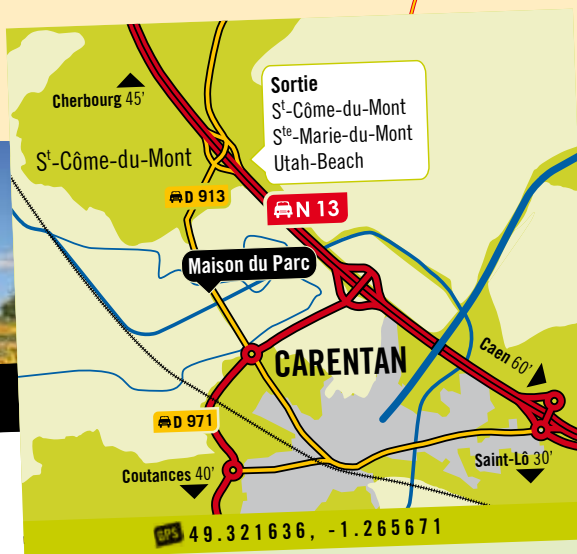 Sortie
Sᵗ-Côme-du-Mont
Sᵗᵉ-Marie-du-Mont
Utah-Beach
Cherbourg 45'
Sᵗ-Côme-du-Mont
D 913
N 13
Maison du Parc
CARENTAN
Caen 60'
D 971
Coutances 40'
Saint-Lô 30'
GPS 49.321636, -1.265671